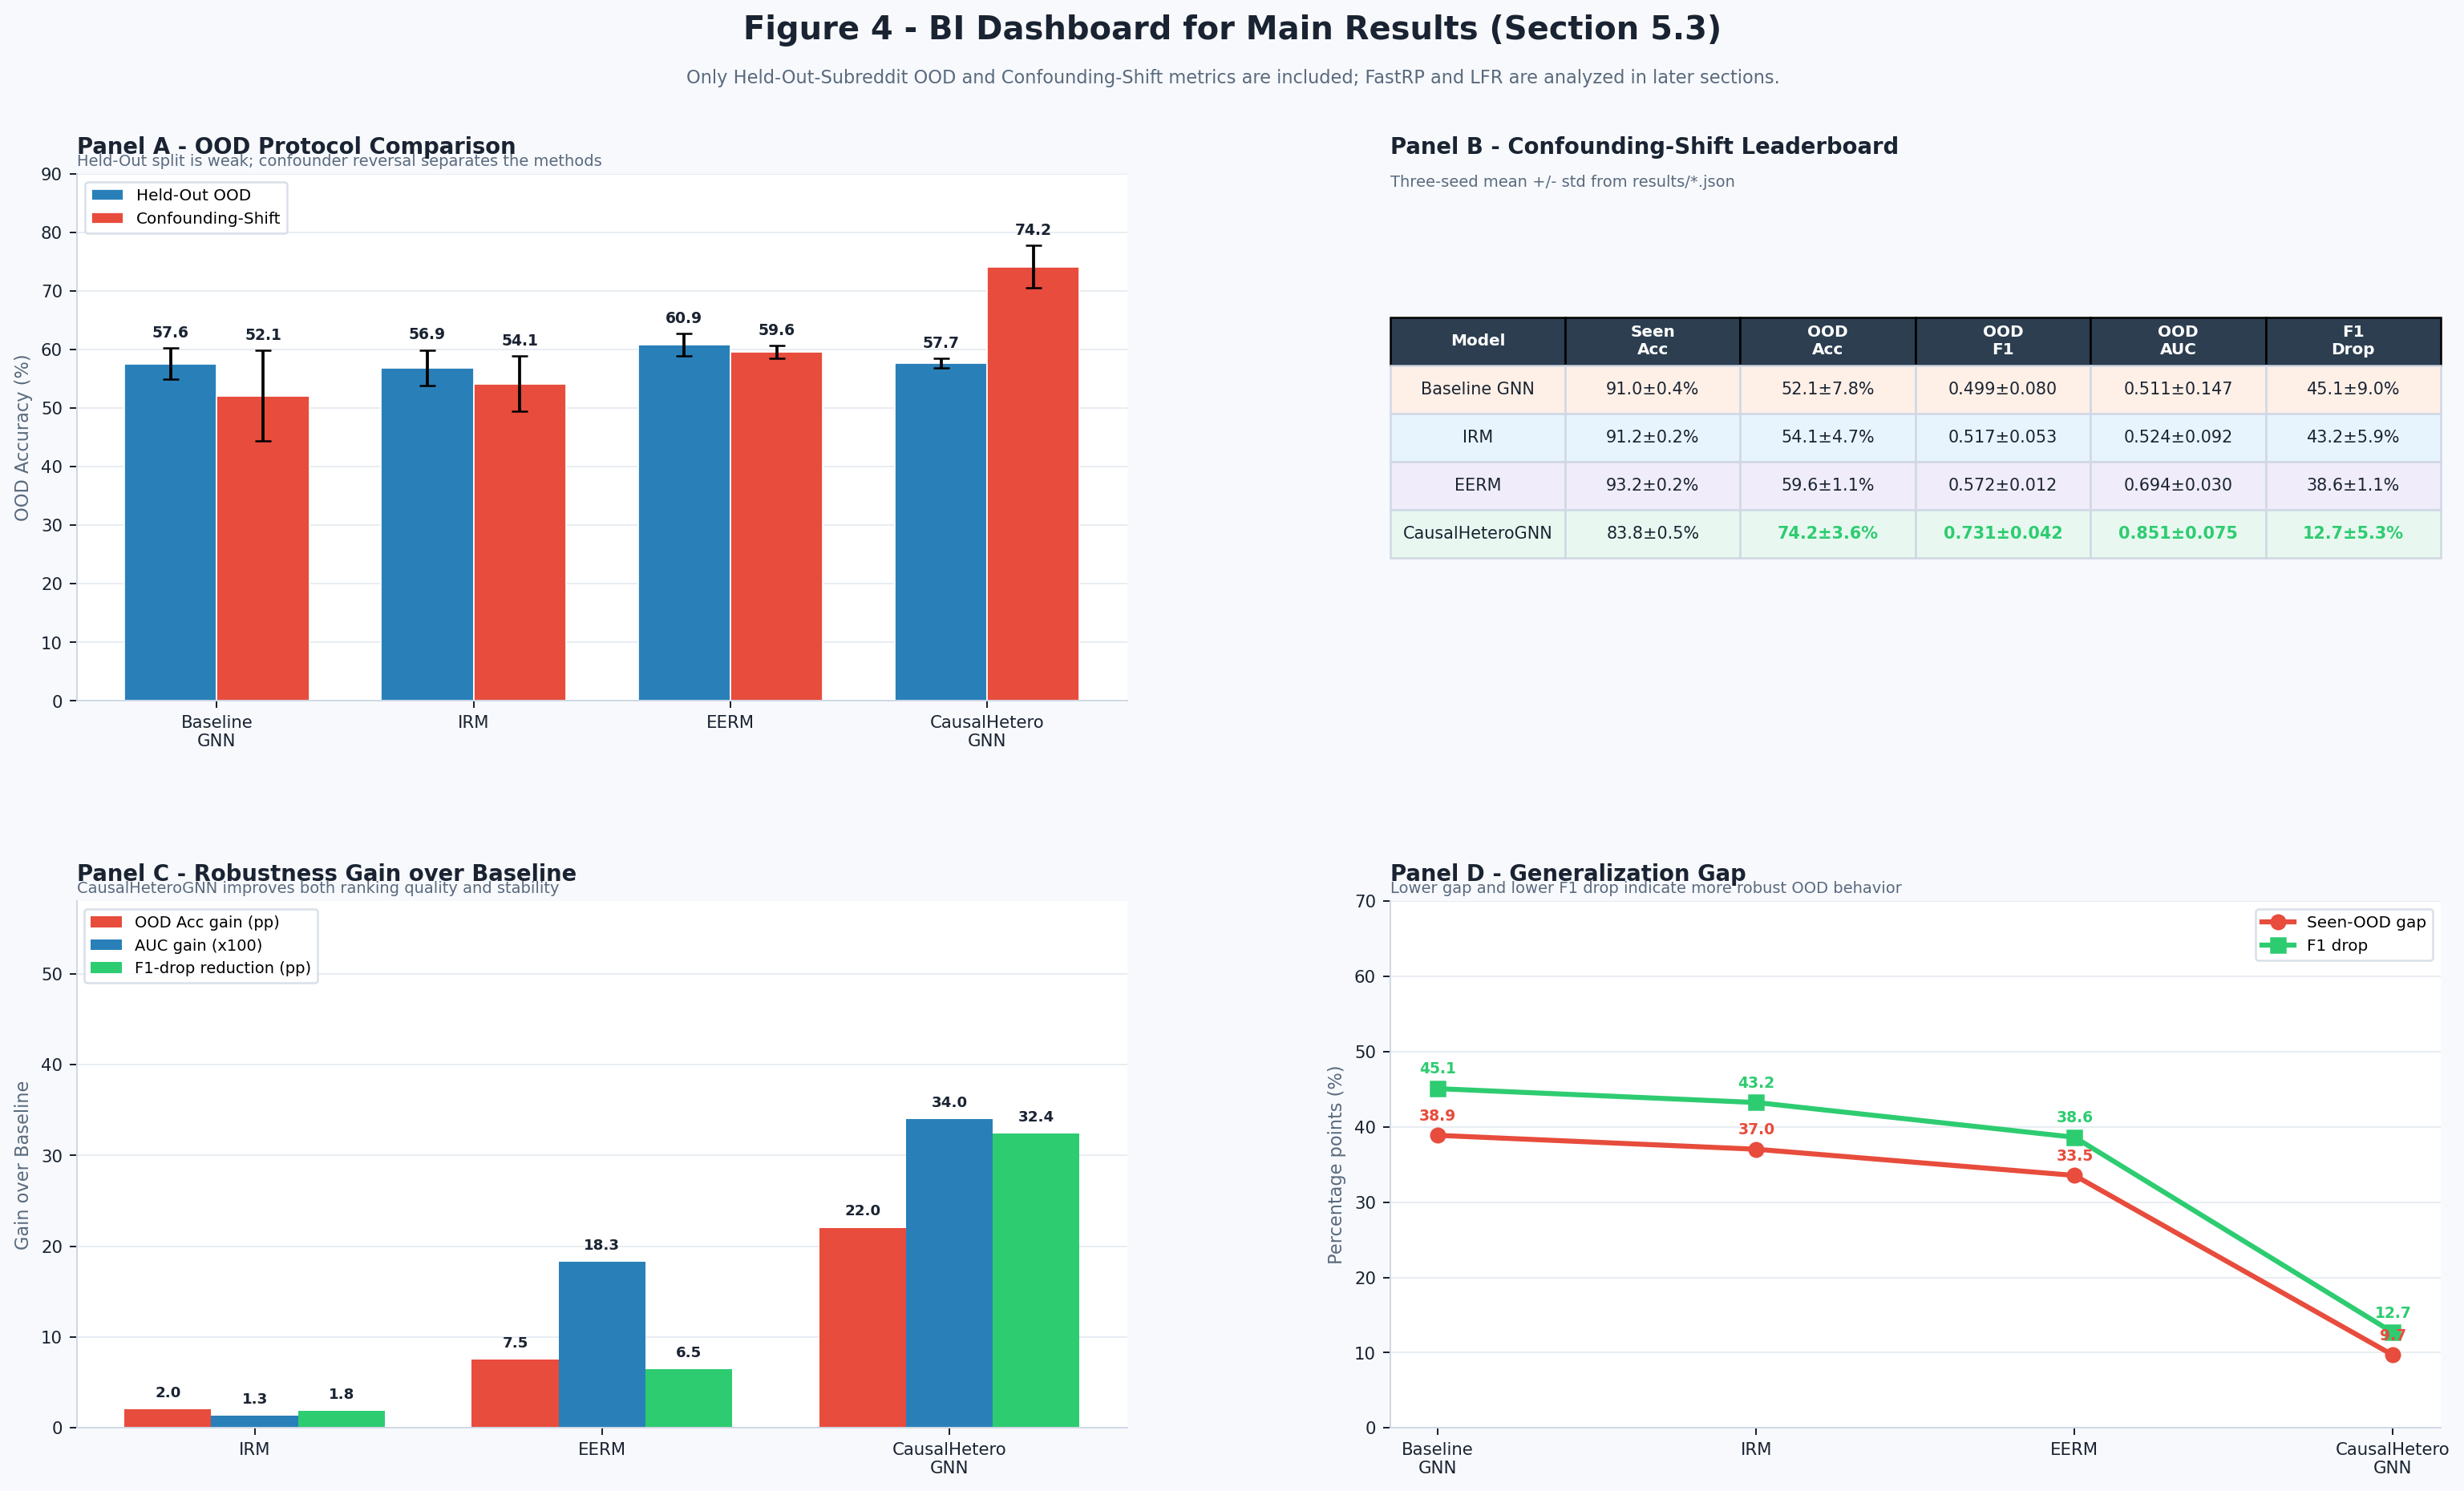 Figure 4 - BI Dashboard for Main Results (Section 5.3)
Only Held-Out-Subreddit OOD and Confounding-Shift metrics are included; FastRP and LFR are analyzed in later sections.
Panel A - OOD Protocol Comparison
Held-Out split is weak; confounder reversal separates the methods
Held-Out OOD
Confounding-Shift
OOD Accuracy (%)
90
80
70
60
50
40
30
20
10
0
57.6
52.1
56.9
54.1
60.9
59.6
57.7
74.2
Baseline
GNN
IRM
EERM
CausalHetero
GNN
Panel B - Confounding-Shift Leaderboard
Three-seed mean +/- std from results/*.json
Model Seen Acc OOD Acc OOD F1 OOD AUC F1 Drop
Baseline GNN 91.0±0.4% 52.1±7.8% 0.499±0.080 0.511±0.147 45.1±9.0%
IRM 91.2±0.2% 54.1±4.7% 0.517±0.053 0.524±0.092 43.2±5.9%
EERM 93.2±0.2% 59.6±1.1% 0.572±0.012 0.694±0.030 38.6±1.1%
CausalHeteroGNN 83.8±0.5% 74.2±3.6% 0.731±0.042 0.851±0.075 12.7±5.3%
Panel C - Robustness Gain over Baseline
CausalHeteroGNN improves both ranking quality and stability
OOD Acc gain (pp)
AUC gain (x100)
F1-drop reduction (pp)
Gain over Baseline
50
40
30
20
10
0
2.0
1.3
1.8
7.5
18.3
6.5
22.0
34.0
32.4
IRM
EERM
CausalHetero
GNN
Panel D - Generalization Gap
Lower gap and lower F1 drop indicate more robust OOD behavior
Seen-OOD gap
F1 drop
Percentage points (%)
70
60
50
40
30
20
10
0
45.1
38.9
43.2
37.0
38.6
33.5
12.7
9.7
Baseline
GNN
IRM
EERM
CausalHetero
GNN